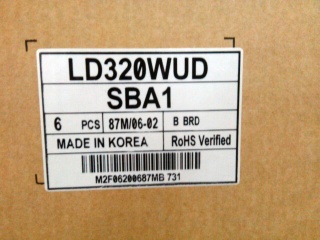 LD320WUD
SBA1
6 PCS 87M/06-02 B BRD
MADE IN KOREA RoHS Verified
M2F06200687MB 731